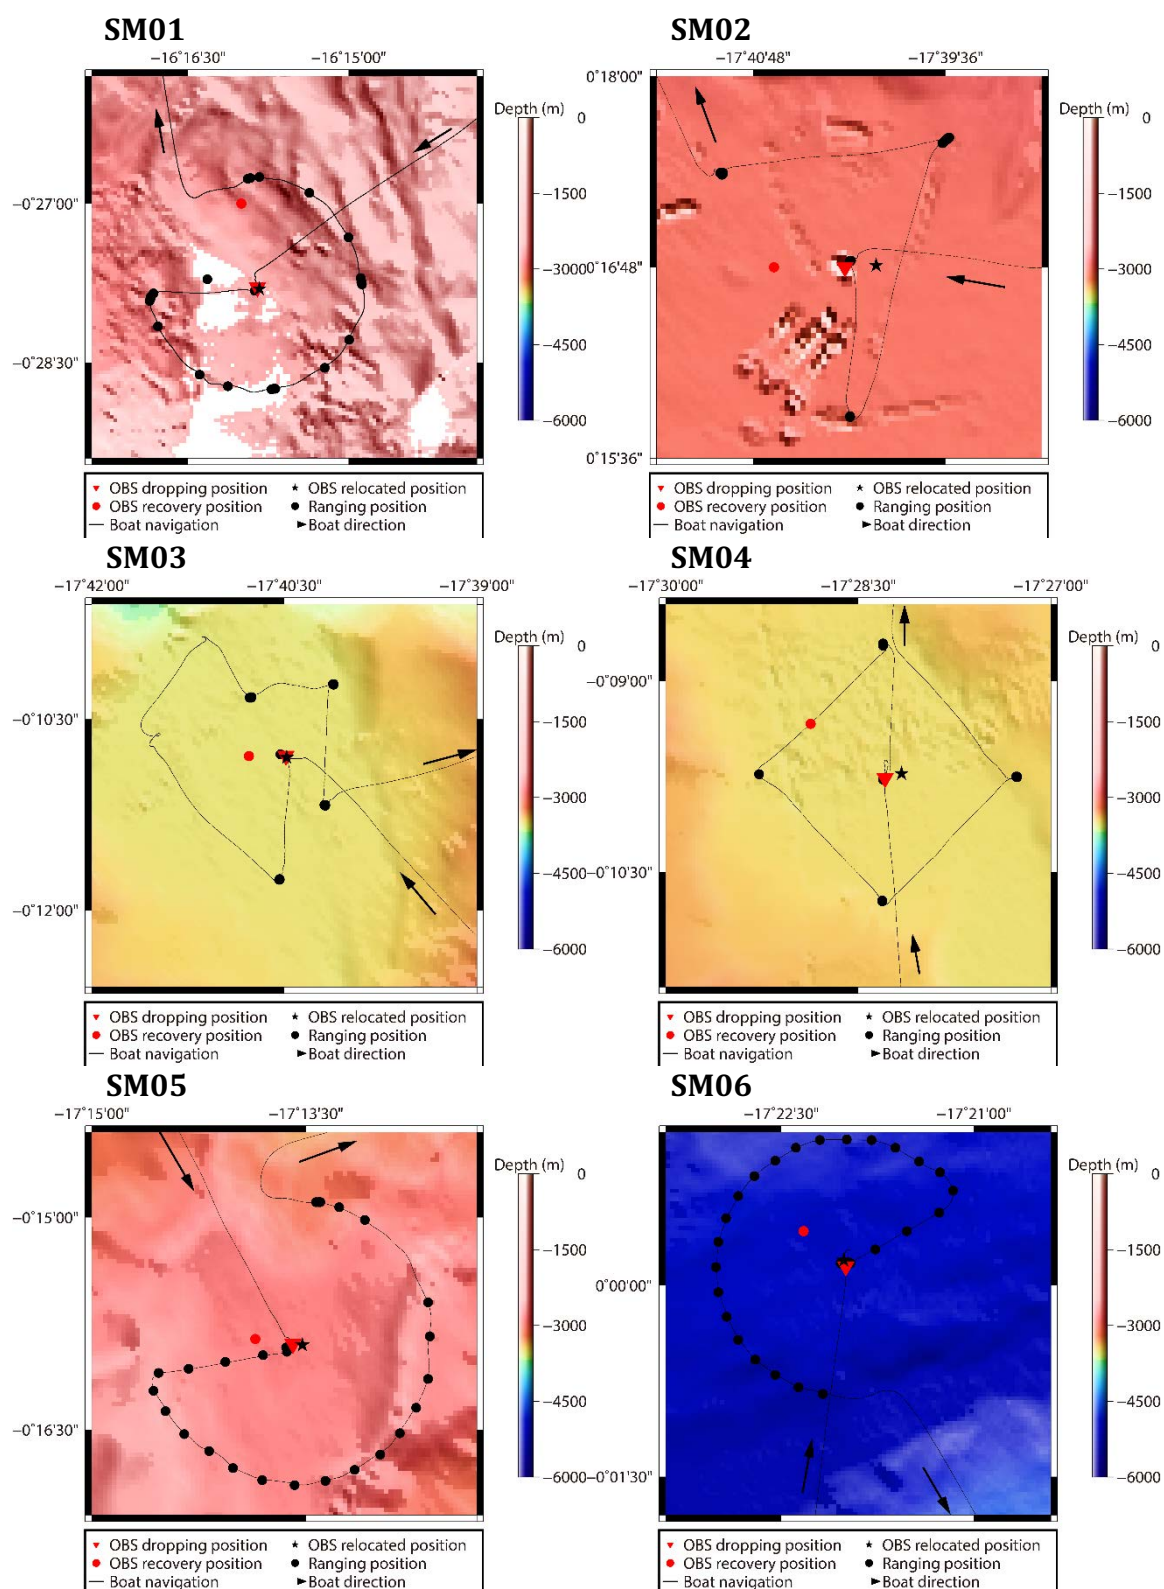 SM01
−16˚16'30" −16˚15'00"
−0˚27'00"
−0˚28'30"
Depth (m)
0
−1500
−30000
−4500
−6000
▼ OBS dropping position ★ OBS relocated position
● OBS recovery position ● Ranging position
— Boat navigation ►Boat direction
SM02
−17˚40'48" −17˚39'36"
0˚18'00"
0˚16'48"
0˚15'36"
Depth (m)
0
−1500
−4500
−6000
▼ OBS dropping position ★ OBS relocated position
● OBS recovery position ● Ranging position
— Boat navigation ►Boat direction
SM03
−17˚42'00" −17˚40'30" −17˚39'00"
−0˚10'30"
−0˚12'00"
Depth (m)
0
−1500
−3000
−4500
−6000
▼ OBS dropping position ★ OBS relocated position
● OBS recovery position ● Ranging position
— Boat navigation ►Boat direction
SM04
−17˚30'00" −17˚28'30" −17˚27'00"
−0˚09'00"
−0˚10'30"
Depth (m)
0
−1500
−3000
−4500
−6000
▼ OBS dropping position ★ OBS relocated position
● OBS recovery position ● Ranging position
— Boat navigation ►Boat direction
SM05
−17˚15'00" −17˚13'30"
−0˚15'00"
−0˚16'30"
Depth (m)
0
−1500
−3000
−4500
−6000
▼ OBS dropping position ★ OBS relocated position
● OBS recovery position ● Ranging position
— Boat navigation ►Boat direction
SM06
−17˚22'30" −17˚21'00"
0˚00'00"
−0˚01'30"
Depth (m)
0
−1500
−3000
−4500
−6000
▼ OBS dropping position ★ OBS relocated position
● OBS recovery position ● Ranging position
— Boat navigation ►Boat direction